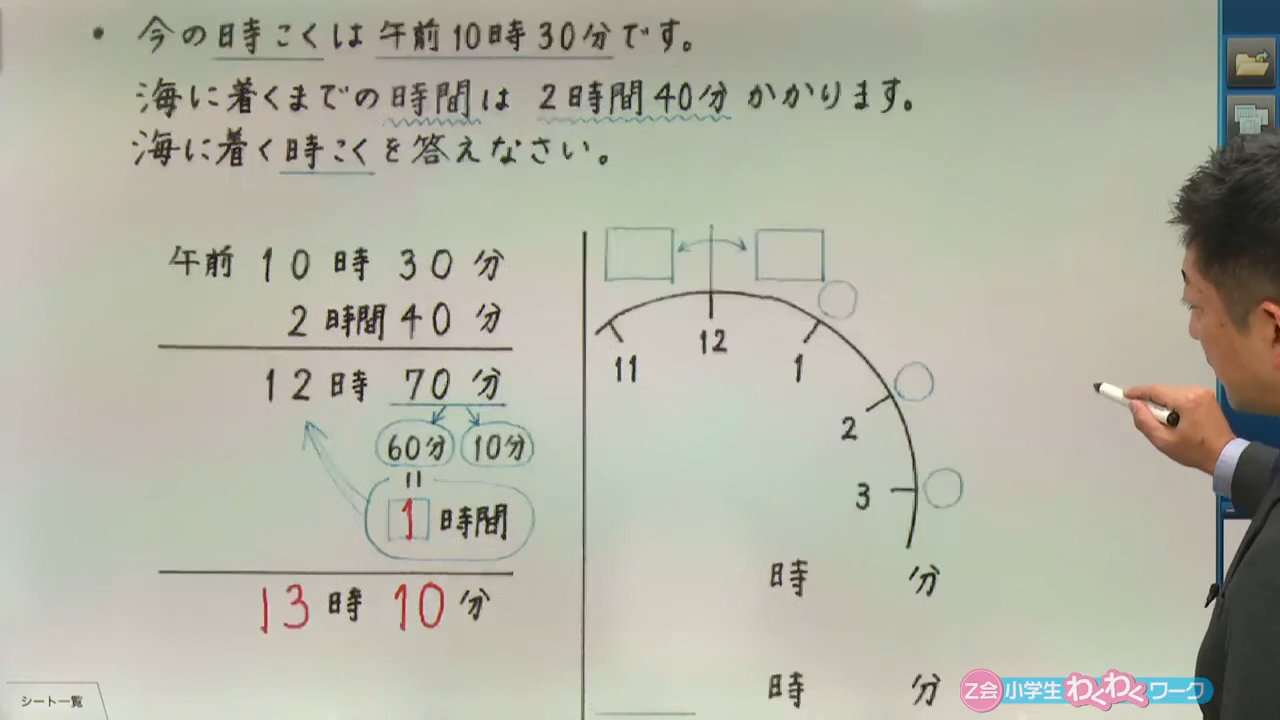 • 今の時こくは午前10時30分です。
海に着くまでの時間は 2時間40分 かかります。
海に着く時こくを答えなさい。
午前 10時 30分
2時間40分
12時 70分
60分 10分
=
1時間
13時 10分
11
12
1
2
3
時 分
時 分
シート一覧
Z会 小学生 わくわくワーク